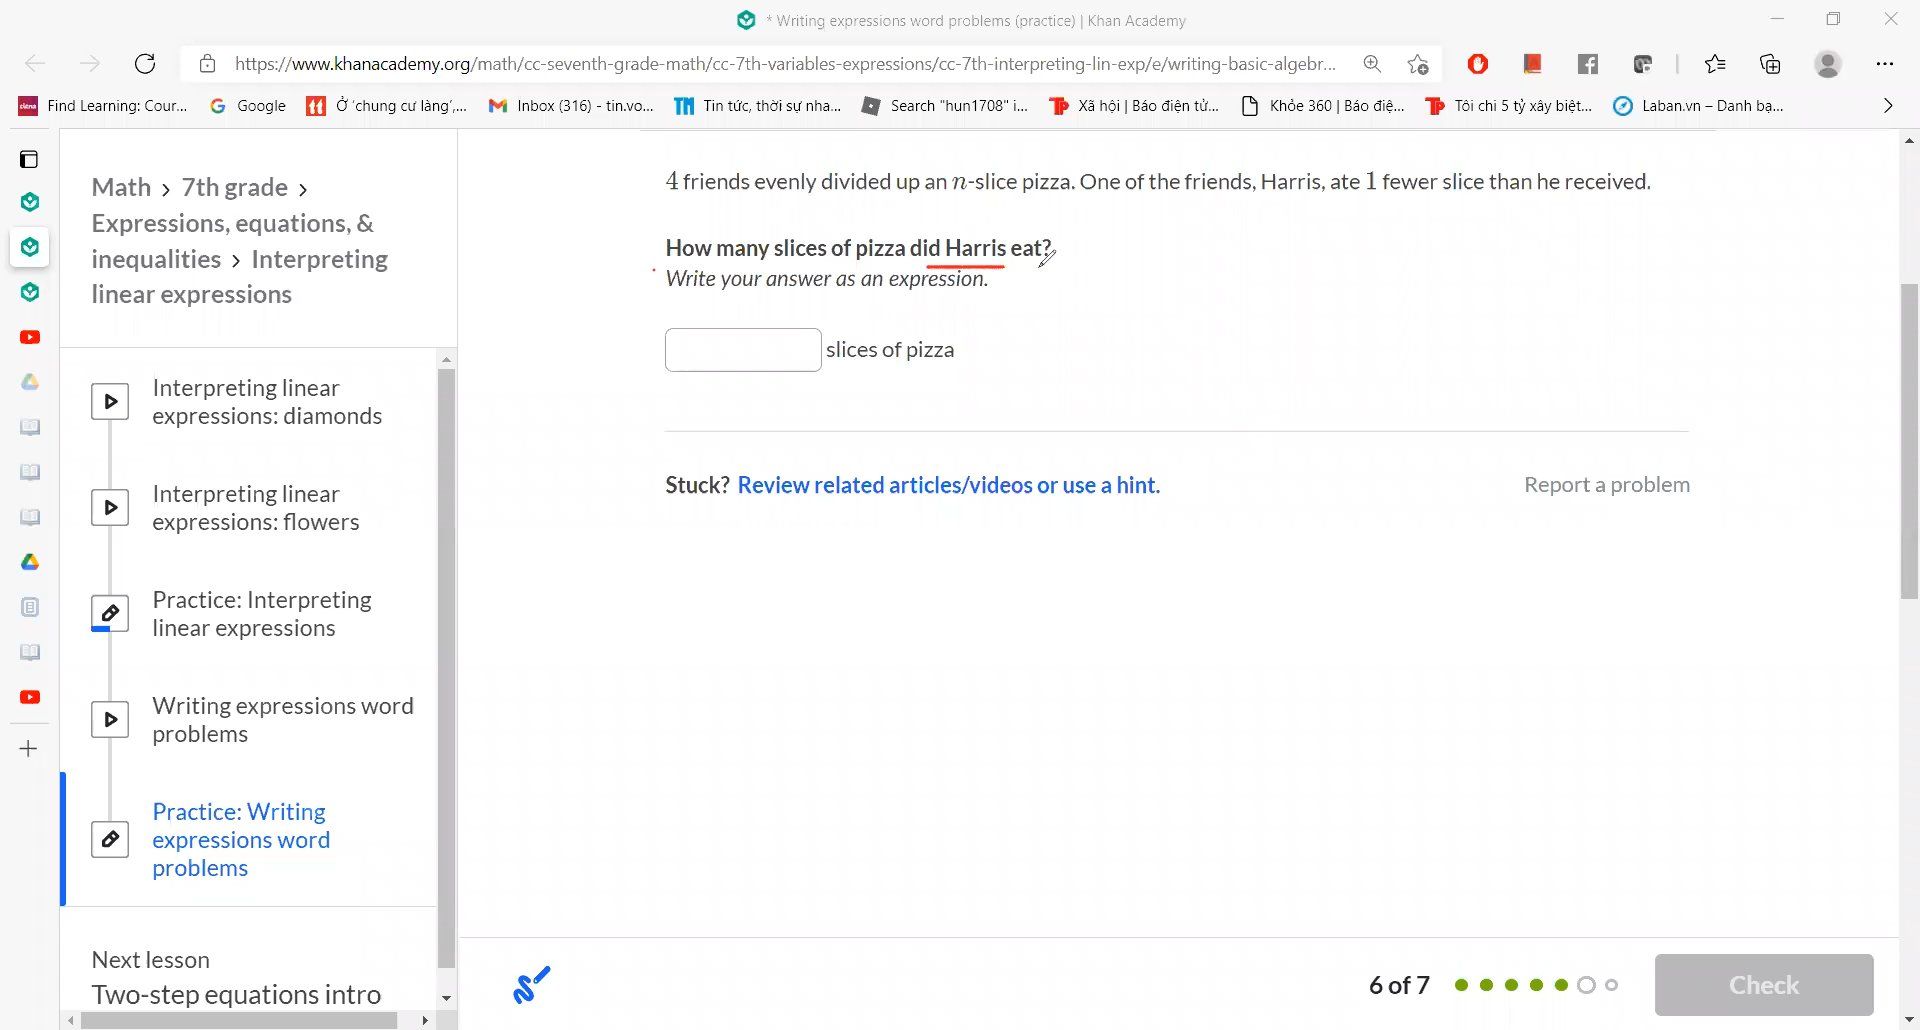 * Writing expressions word problems (practice) | Khan Academy
https://www.khanacademy.org/math/cc-seventh-grade-math/cc-7th-variables-expressions/cc-7th-interpreting-lin-exp/e/writing-basic-algebr...
citena
Find Learning: Cour...
Google
Ở 'chung cư làng',...
Inbox (316) - tin.vo...
Tin tức, thời sự nha...
Search "hun1708" i...
Xã hội | Báo điện tử...
Khỏe 360 | Báo điệ...
Tôi chi 5 tỷ xây biệt...
Laban.vn – Danh bạ...
Math > 7th grade >
Expressions, equations, &
inequalities > Interpreting
linear expressions
Interpreting linear
expressions: diamonds
Interpreting linear
expressions: flowers
Practice: Interpreting
linear expressions
Writing expressions word
problems
Practice: Writing
expressions word
problems
Next lesson
Two-step equations intro
4 friends evenly divided up an n-slice pizza. One of the friends, Harris, ate 1 fewer slice than he received.
How many slices of pizza did Harris eat?
Write your answer as an expression.
slices of pizza
Stuck? Review related articles/videos or use a hint.
Report a problem
6 of 7
Check